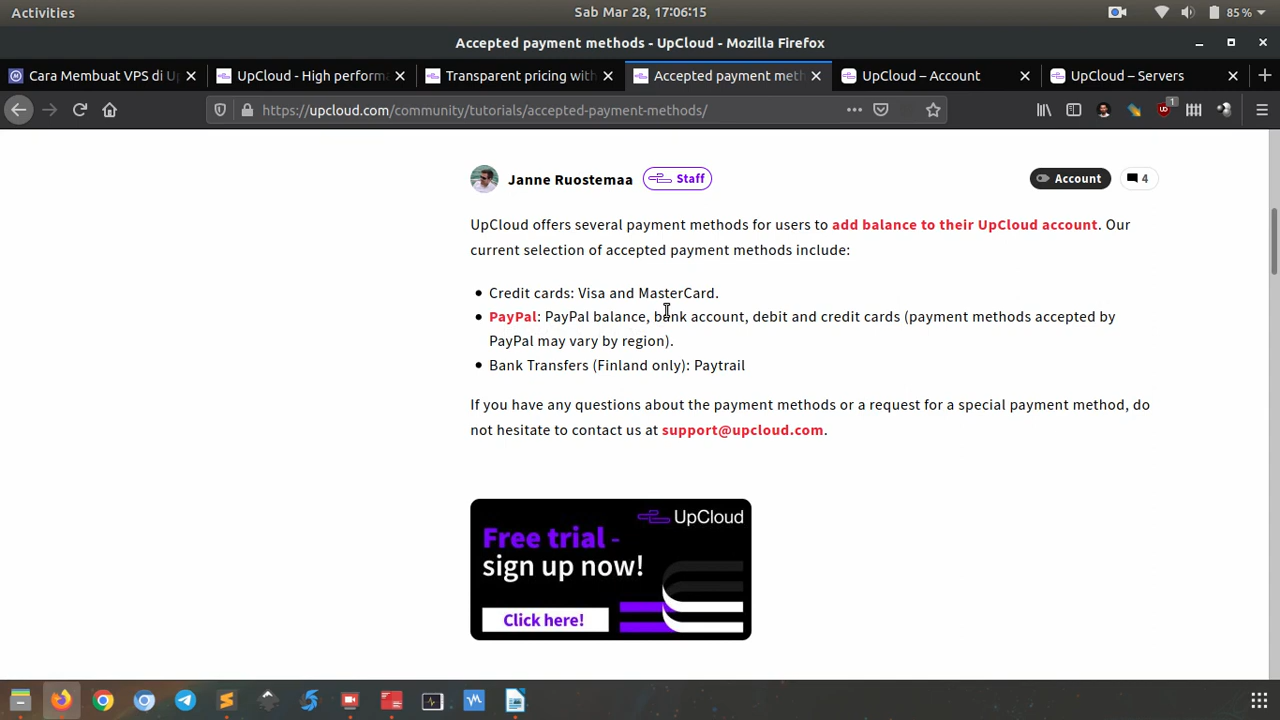 Activities
Sab Mar 28, 17:06:15
85 %
Accepted payment methods - UpCloud - Mozilla Firefox
Cara Membuat VPS di U
UpCloud - High performa
Transparent pricing with
Accepted payment meth
UpCloud – Account
UpCloud – Servers
https://upcloud.com/community/tutorials/accepted-payment-methods/
1
Janne Ruostemaa
Staff
Account
4
UpCloud offers several payment methods for users to add balance to their UpCloud account. Our
current selection of accepted payment methods include:
Credit cards: Visa and MasterCard.
PayPal: PayPal balance, bank account, debit and credit cards (payment methods accepted by
PayPal may vary by region).
Bank Transfers (Finland only): Paytrail
If you have any questions about the payment methods or a request for a special payment method, do
not hesitate to contact us at support@upcloud.com.
UpCloud
Free trial -
sign up now!
Click here!